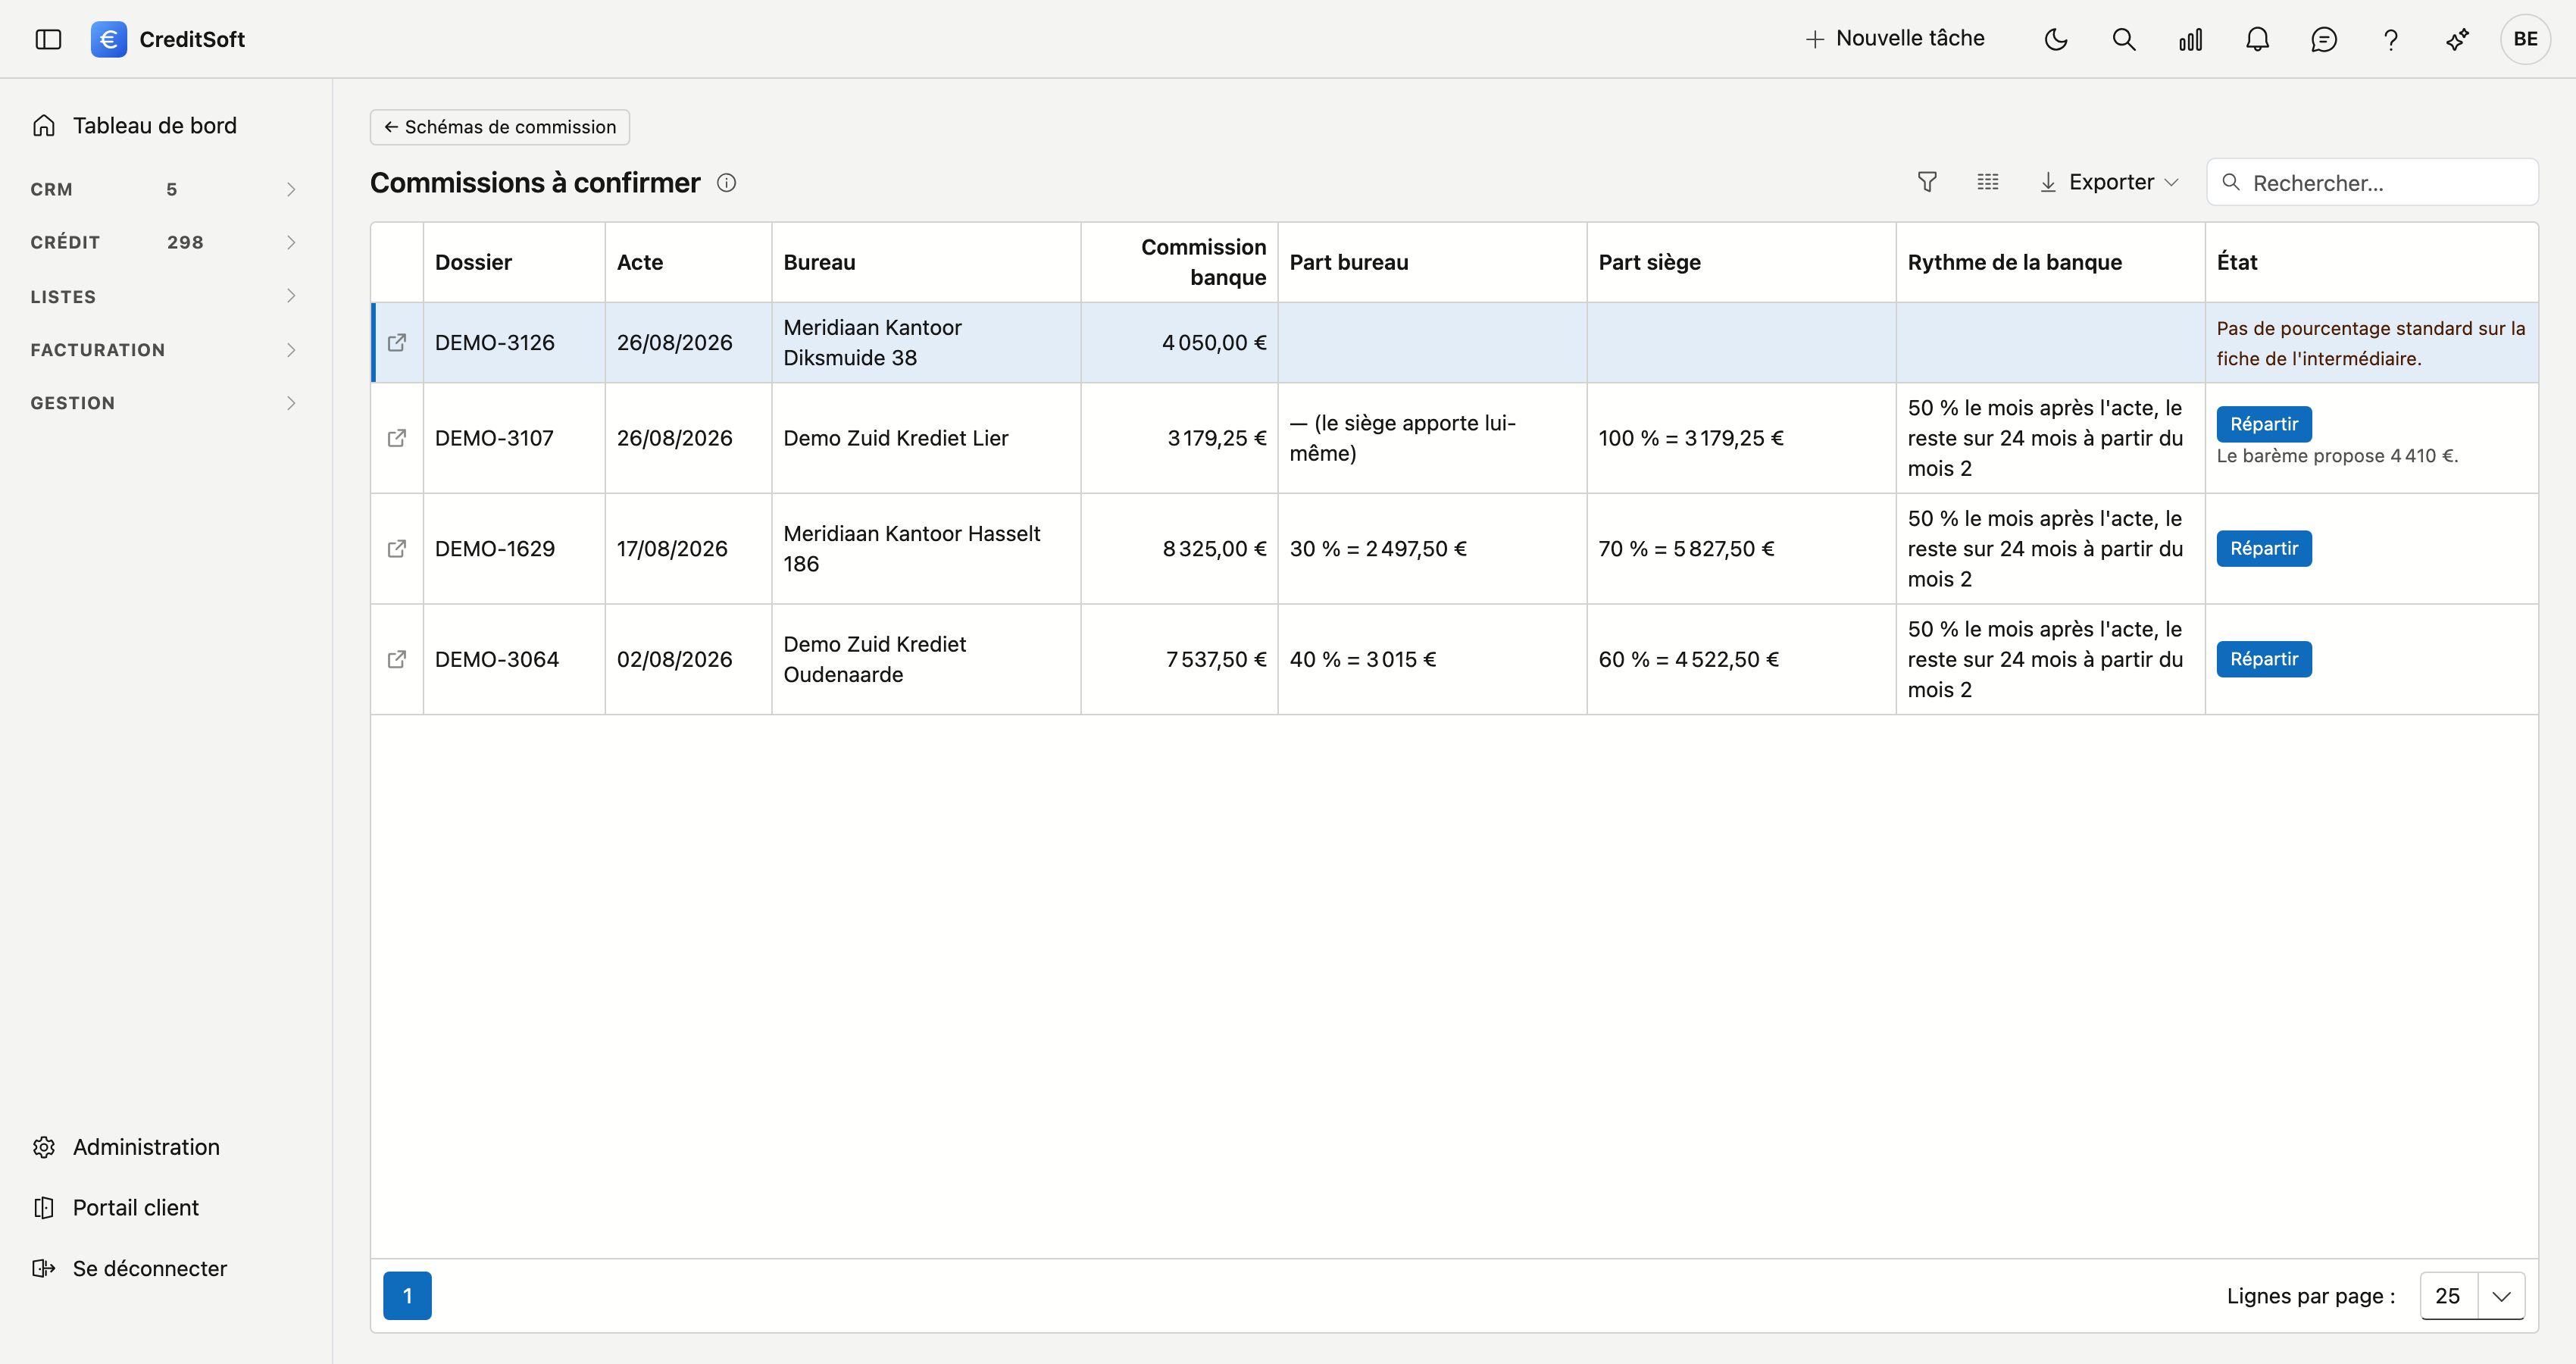 € CreditSoft
Nouvelle tâche
BE
Tableau de bord
CRM 5
CRÉDIT 298
LISTES
FACTURATION
GESTION
Administration
Portail client
Se déconnecter
← Schémas de commission
Commissions à confirmer
Exporter
Rechercher...
Dossier Acte Bureau Commission banque Part bureau Part siège Rythme de la banque État
DEMO-3126 26/08/2026 Meridiaan Kantoor Diksmuide 38 4 050,00 € Pas de pourcentage standard sur la fiche de l'intermédiaire.
DEMO-3107 26/08/2026 Demo Zuid Krediet Lier 3 179,25 € — (le siège apporte lui-même) 100 % = 3 179,25 € 50 % le mois après l'acte, le reste sur 24 mois à partir du mois 2 Répartir Le barème propose 4 410 €.
DEMO-1629 17/08/2026 Meridiaan Kantoor Hasselt 186 8 325,00 € 30 % = 2 497,50 € 70 % = 5 827,50 € 50 % le mois après l'acte, le reste sur 24 mois à partir du mois 2 Répartir
DEMO-3064 02/08/2026 Demo Zuid Krediet Oudenaarde 7 537,50 € 40 % = 3 015 € 60 % = 4 522,50 € 50 % le mois après l'acte, le reste sur 24 mois à partir du mois 2 Répartir
1
Lignes par page : 25